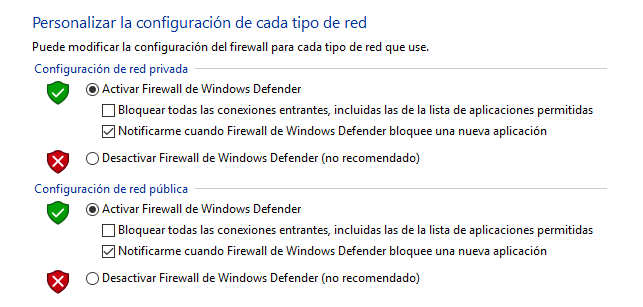 Personalizar la configuración de cada tipo de red
Puede modificar la configuración del firewall para cada tipo de red que use.
Configuración de red privada
Activar Firewall de Windows Defender
Bloquear todas las conexiones entrantes, incluidas las de la lista de aplicaciones permitidas
Notificarme cuando Firewall de Windows Defender bloquee una nueva aplicación
Desactivar Firewall de Windows Defender (no recomendado)
Configuración de red pública
Activar Firewall de Windows Defender
Bloquear todas las conexiones entrantes, incluidas las de la lista de aplicaciones permitidas
Notificarme cuando Firewall de Windows Defender bloquee una nueva aplicación
Desactivar Firewall de Windows Defender (no recomendado)